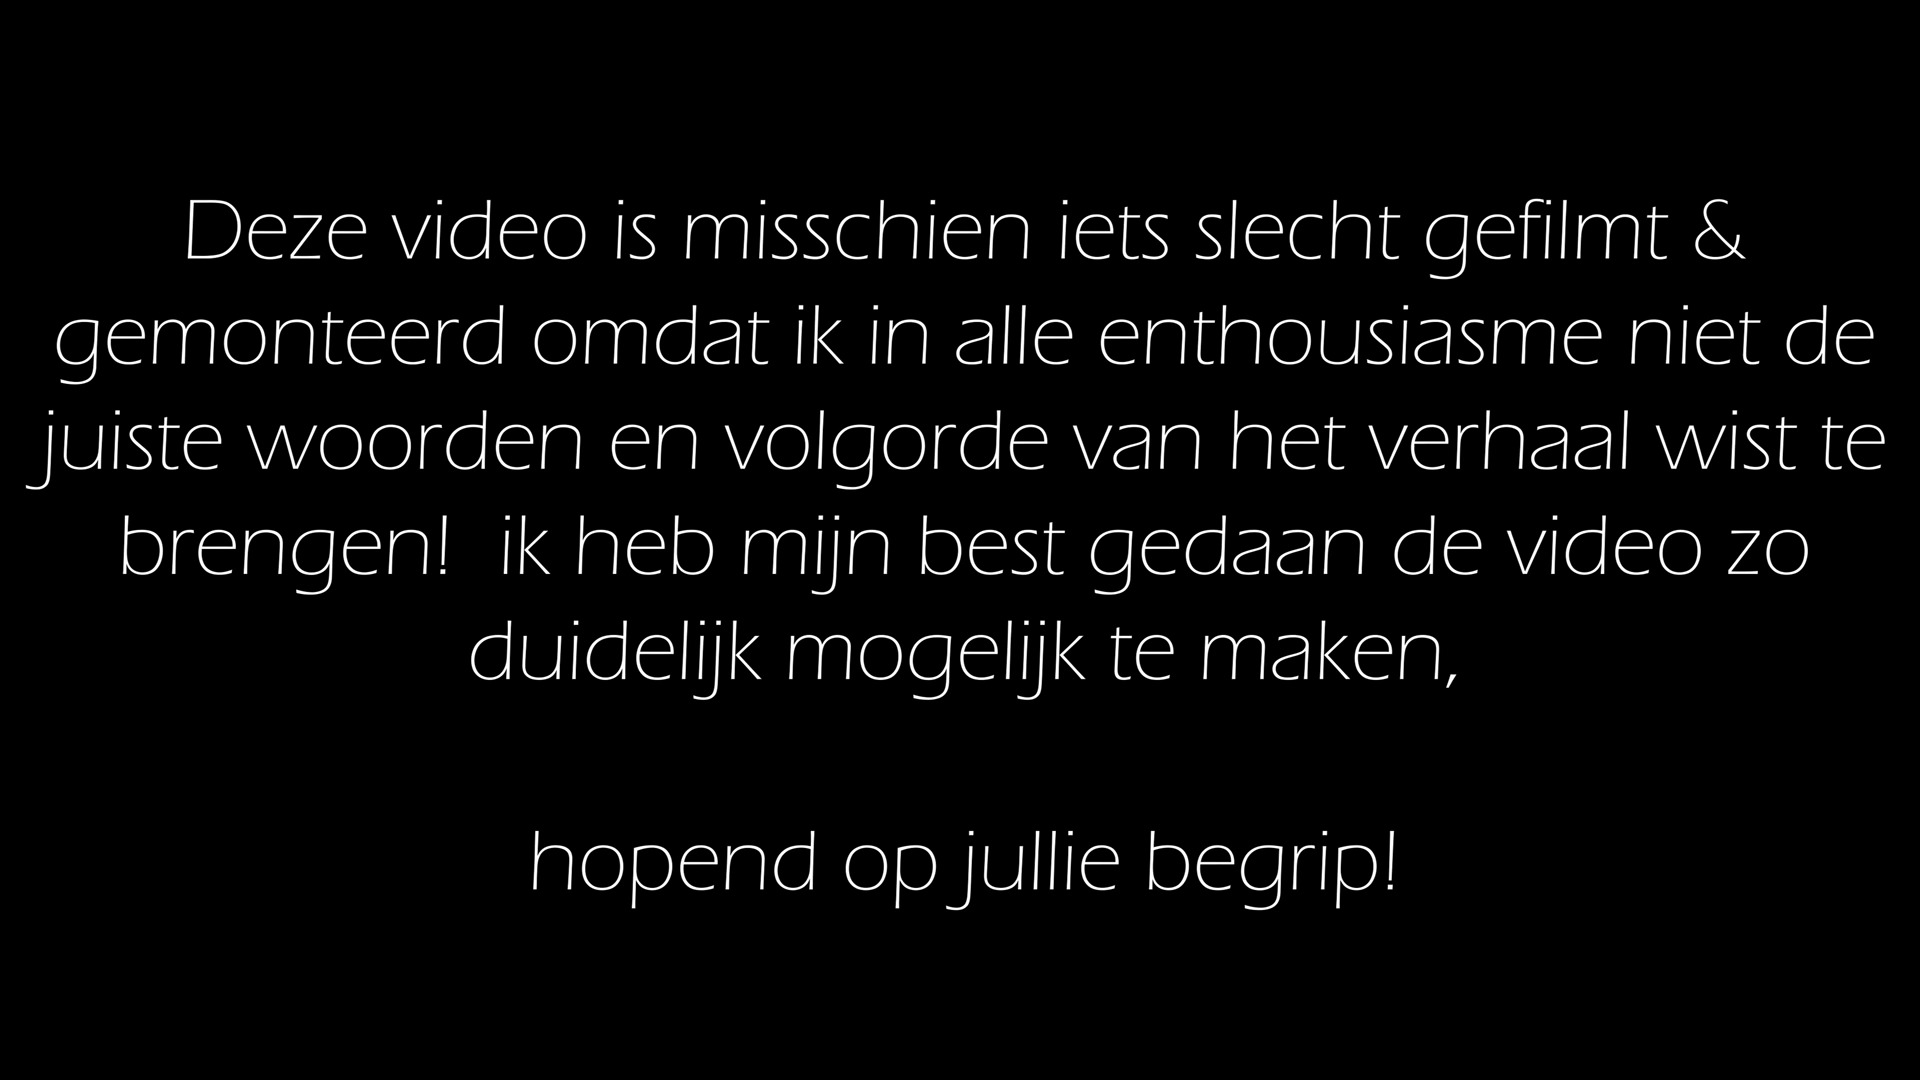 Deze video is misschien iets slecht gefilmt &
gemonteerd omdat ik in alle enthousiasme niet de
juiste woorden en volgorde van het verhaal wist te
brengen!  ik heb mijn best gedaan de video zo
duidelijk mogelijk te maken,
hopend op jullie begrip!